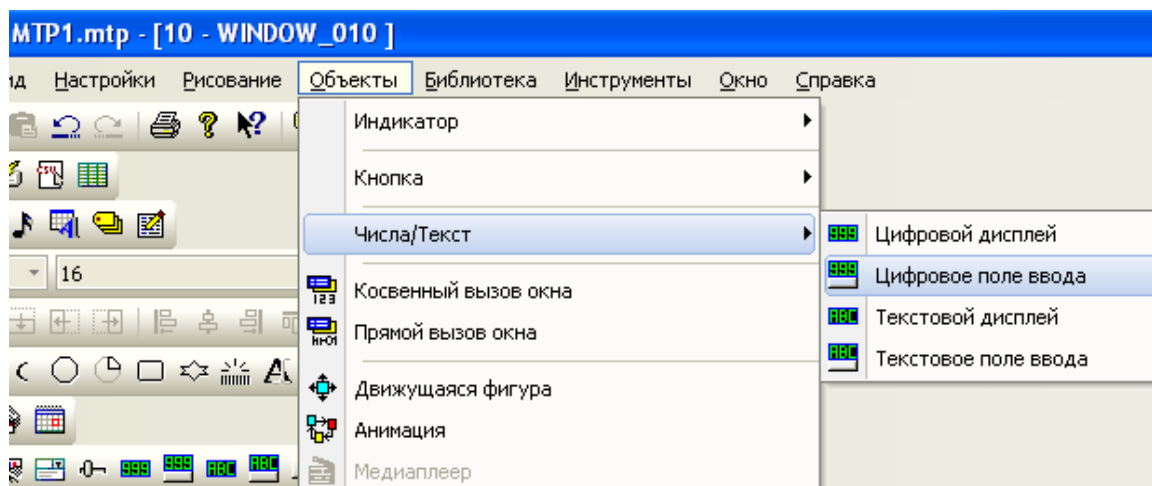 MTP1.mtp - [10 - WINDOW_010 ]
ид Настройки Рисование Объекты Библиотека Инструменты Окно Справка
Индикатор
Кнопка
Числа/Текст
Цифровой дисплей
16
Цифровое поле ввода
Косвенный вызов окна
Текстовой дисплей
Прямой вызов окна
Текстовое поле ввода
Движущаяся фигура
Анимация
Медиаплеер